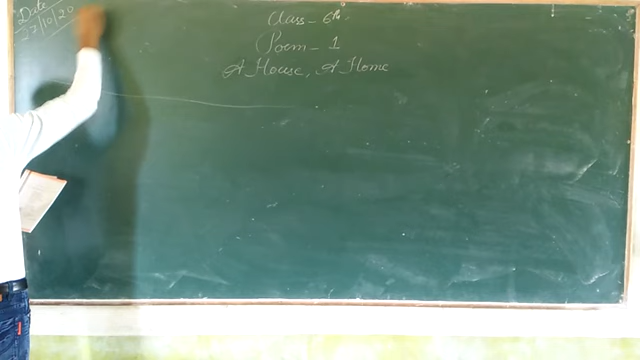 Date
27/10/20
Class - 6th
Poem - 1
A House, A Home